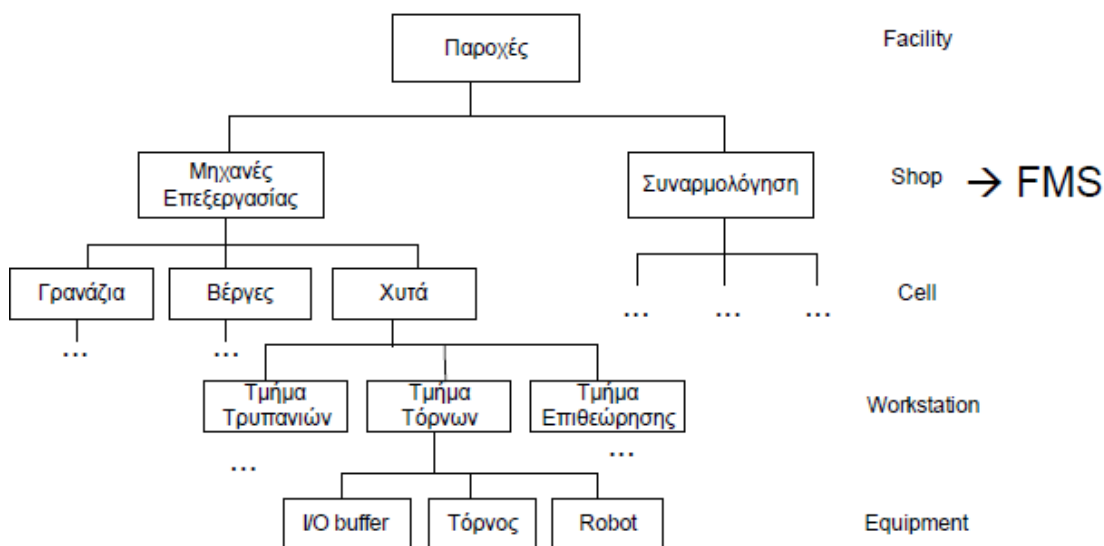 Παροχές
Facility
Μηχανές
Επεξεργασίας
Συναρμολόγηση
Shop → FMS
Γρανάζια
Βέργες
Χυτά
Cell
... ... ...
... ...
Τμήμα
Τρυπανιών
Τμήμα
Τόρνων
Τμήμα
Επιθεώρησης
Workstation
... ...
I/O buffer
Τόρνος
Robot
Equipment